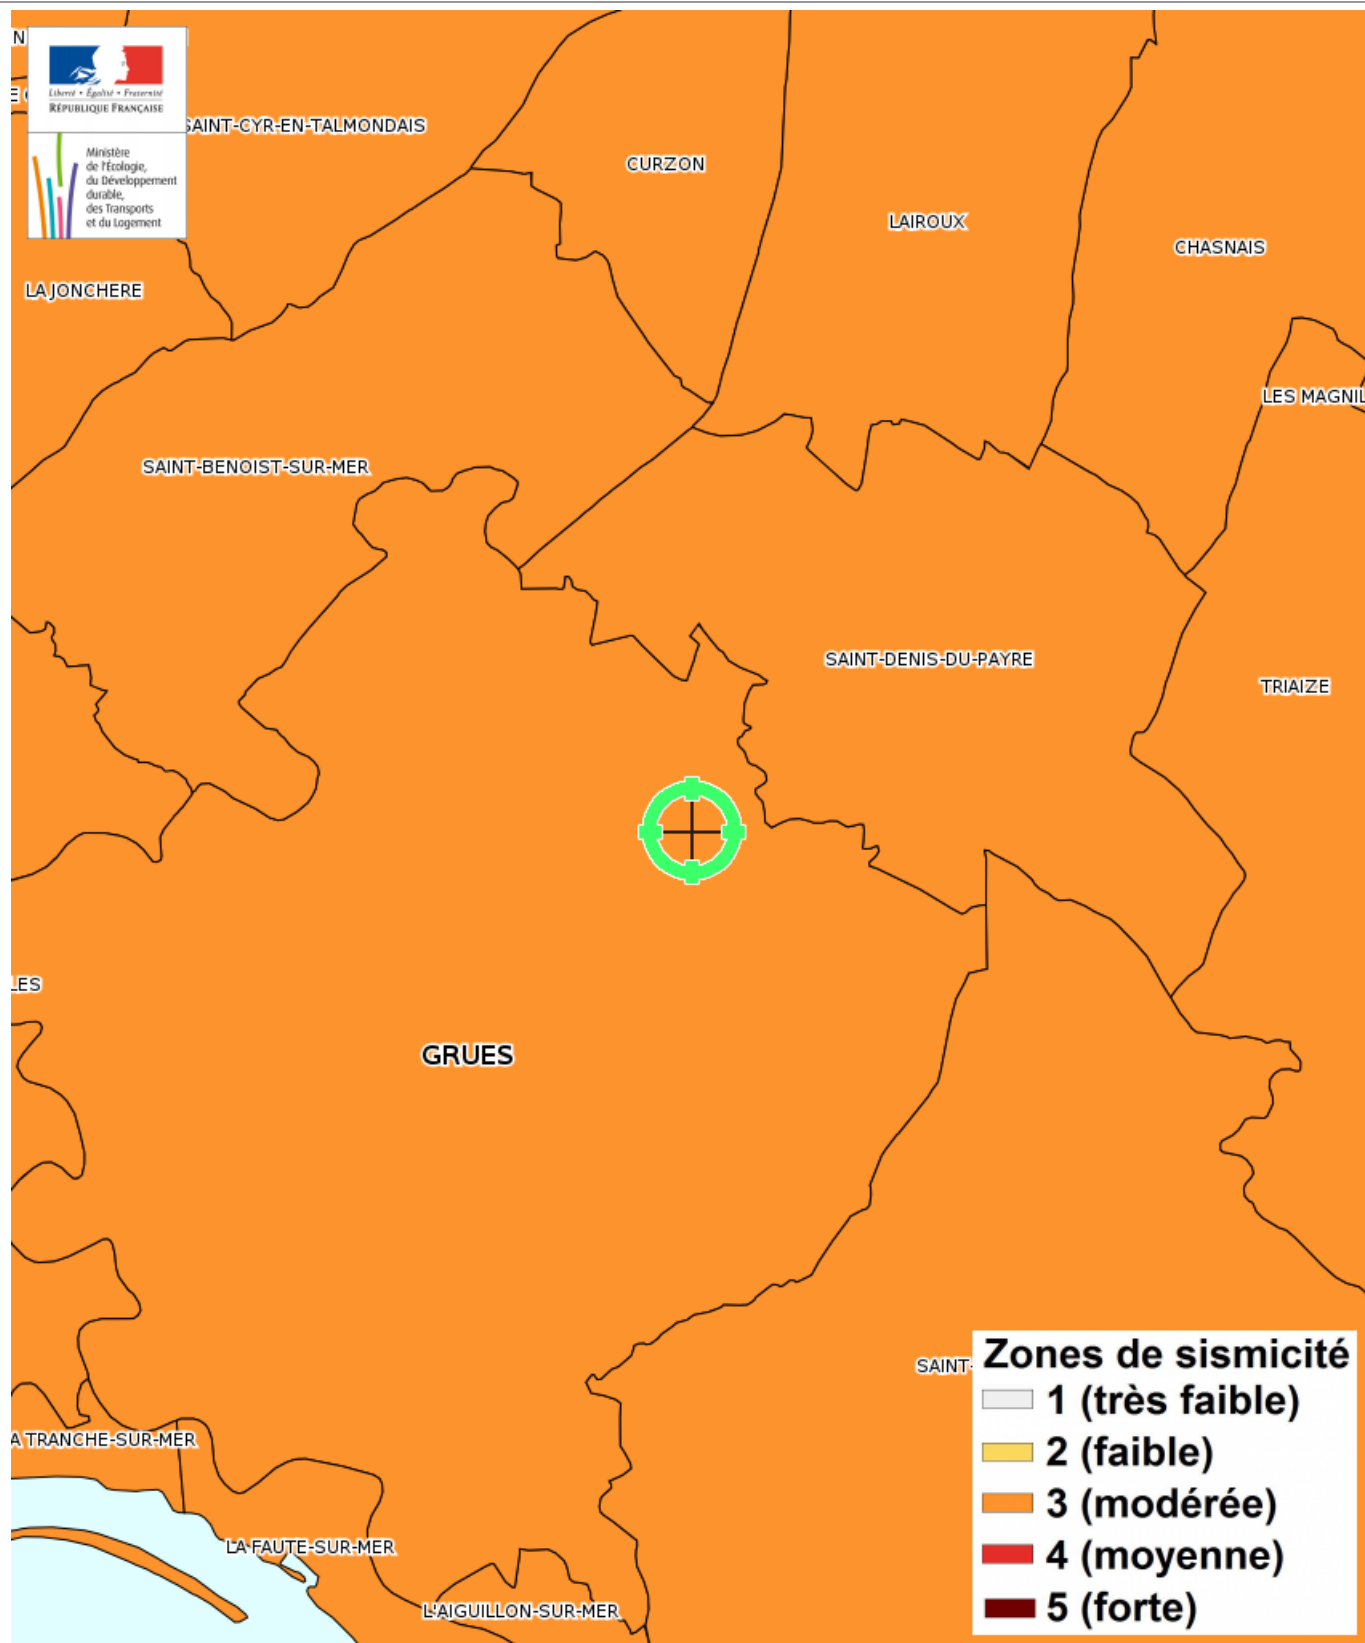 N
Liberté • Égalité • Fraternité
RÉPUBLIQUE FRANÇAISE
Ministère
de l'Écologie,
du Développement
durable,
des Transports
et du Logement
SAINT-CYR-EN-TALMONDAIS
CURZON
LAIROUX
CHASNAIS
LA JONCHERE
LES MAGNIL
SAINT-BENOIST-SUR-MER
SAINT-DENIS-DU-PAYRE
TRIAIZE
LES
GRUES
SAINT-
A TRANCHE-SUR-MER
LA FAUTE-SUR-MER
L'AIGUILLON-SUR-MER
Zones de sismicité
1 (très faible)
2 (faible)
3 (modérée)
4 (moyenne)
5 (forte)